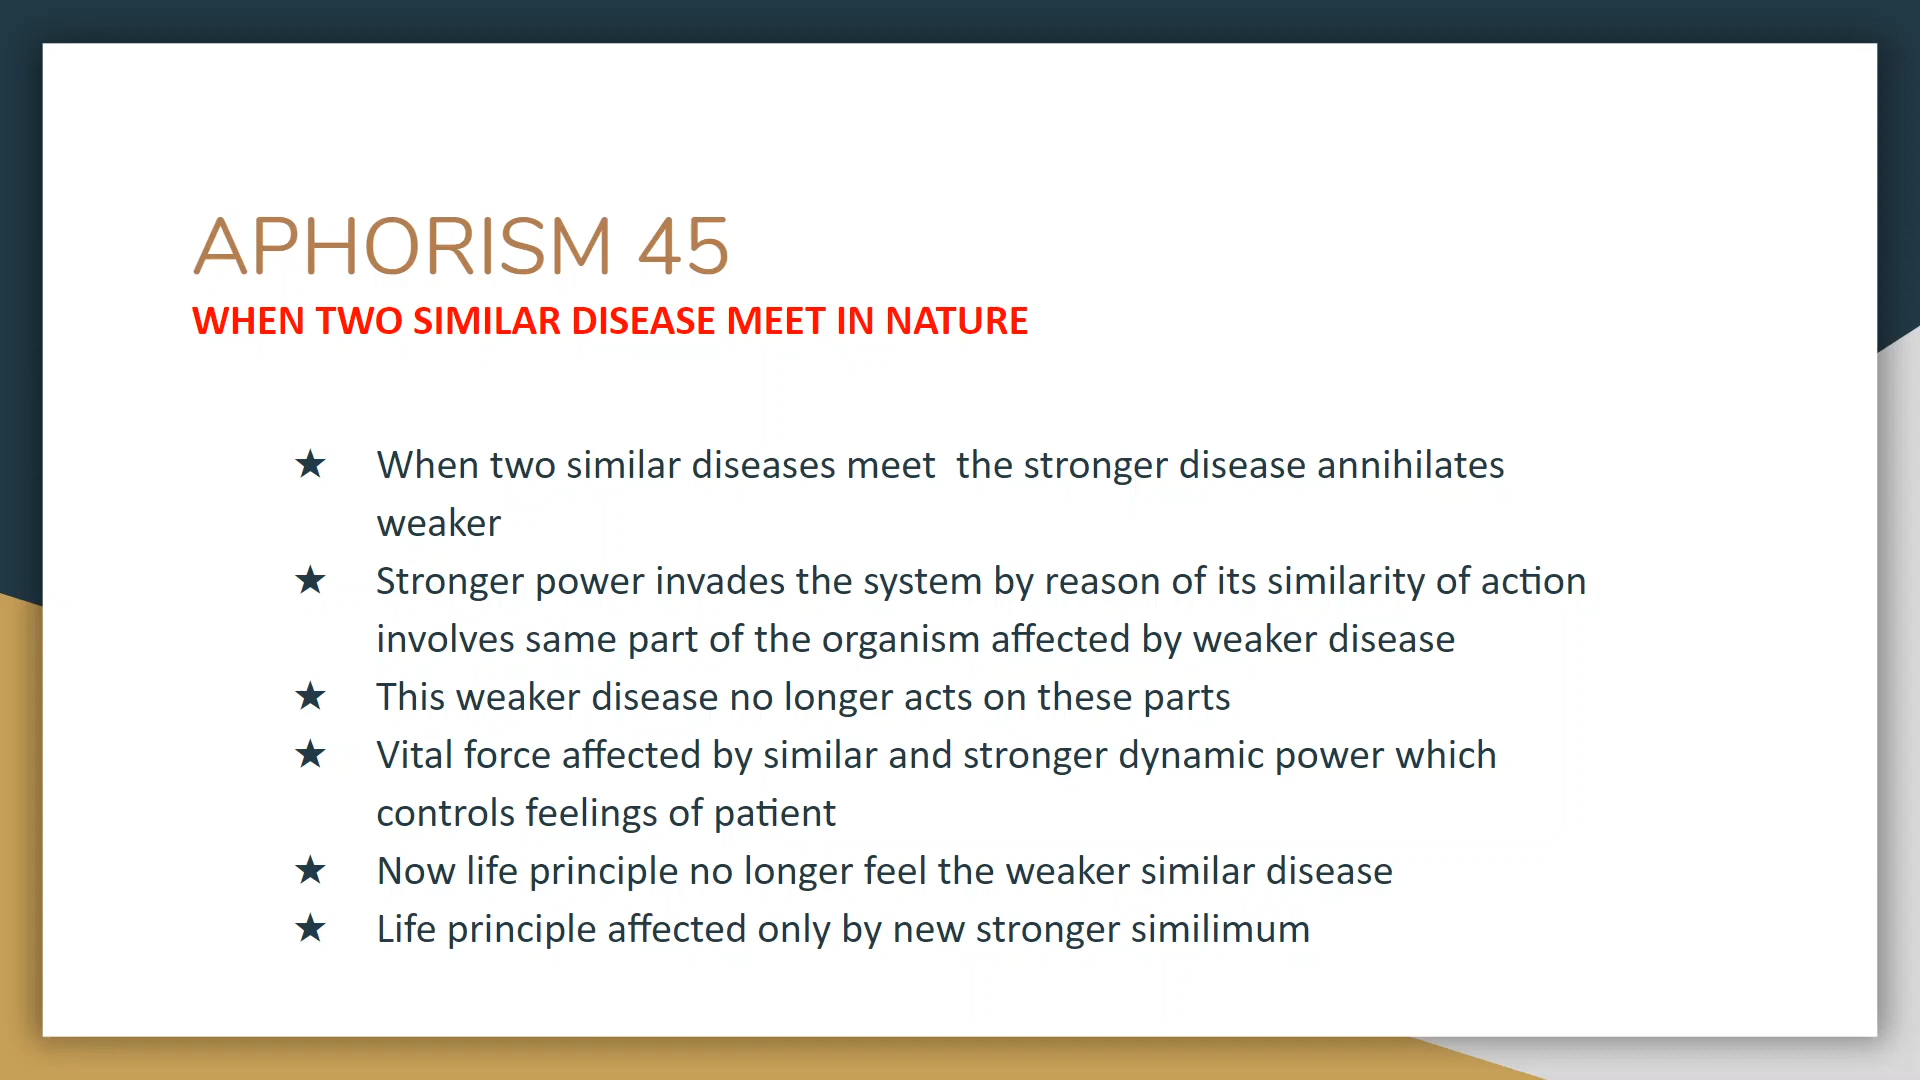 APHORISM 45
WHEN TWO SIMILAR DISEASE MEET IN NATURE
★ When two similar diseases meet  the stronger disease annihilates
weaker
★ Stronger power invades the system by reason of its similarity of action
involves same part of the organism affected by weaker disease
★ This weaker disease no longer acts on these parts
★ Vital force affected by similar and stronger dynamic power which
controls feelings of patient
★ Now life principle no longer feel the weaker similar disease
★ Life principle affected only by new stronger similimum